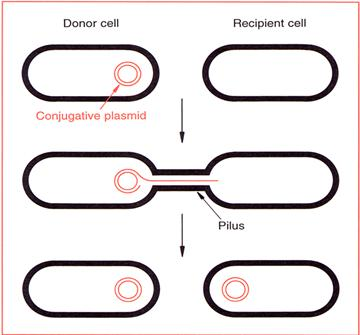 Donor cell
Recipient cell
Conjugative plasmid
Pilus